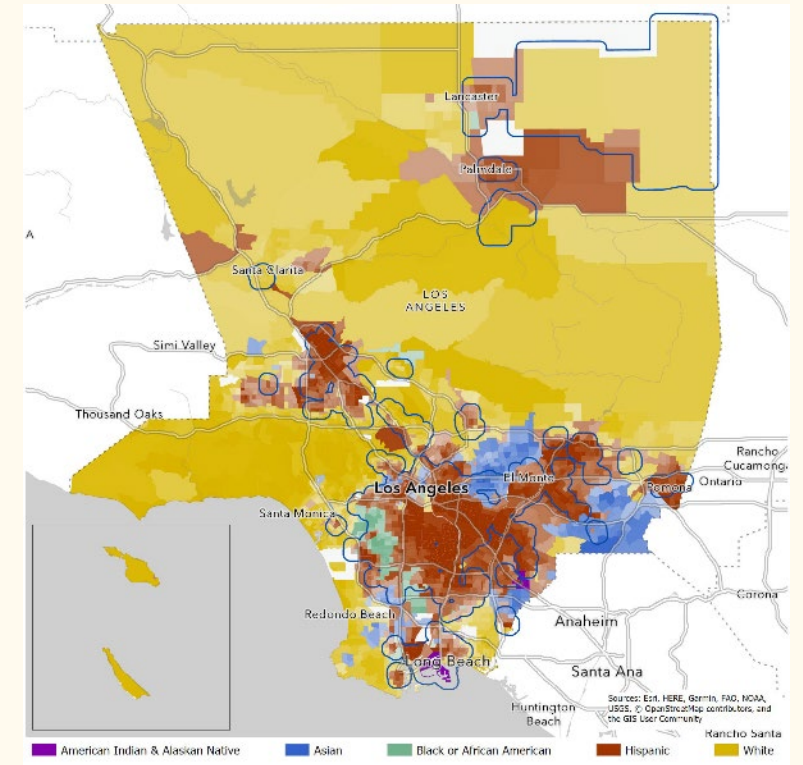 Lancaster
Palmdale
A
Santa Clarita
LOS
ANGELES
Simi Valley
Thousand Oaks
Rancho
Cucamonga
El Monte
Los Angeles
Pomona
Ontario
Santa Monica
Redondo Beach
Corona
Anaheim
Long Beach
Santa Ana
Sources: Esri, HERE, Garmin, FAO, NOAA,
USGS, © OpenStreetMap contributors, and
the GIS User Community
Huntington
Beach
Rancho Santa
American Indian & Alaskan Native
Asian
Black or African American
Hispanic
White